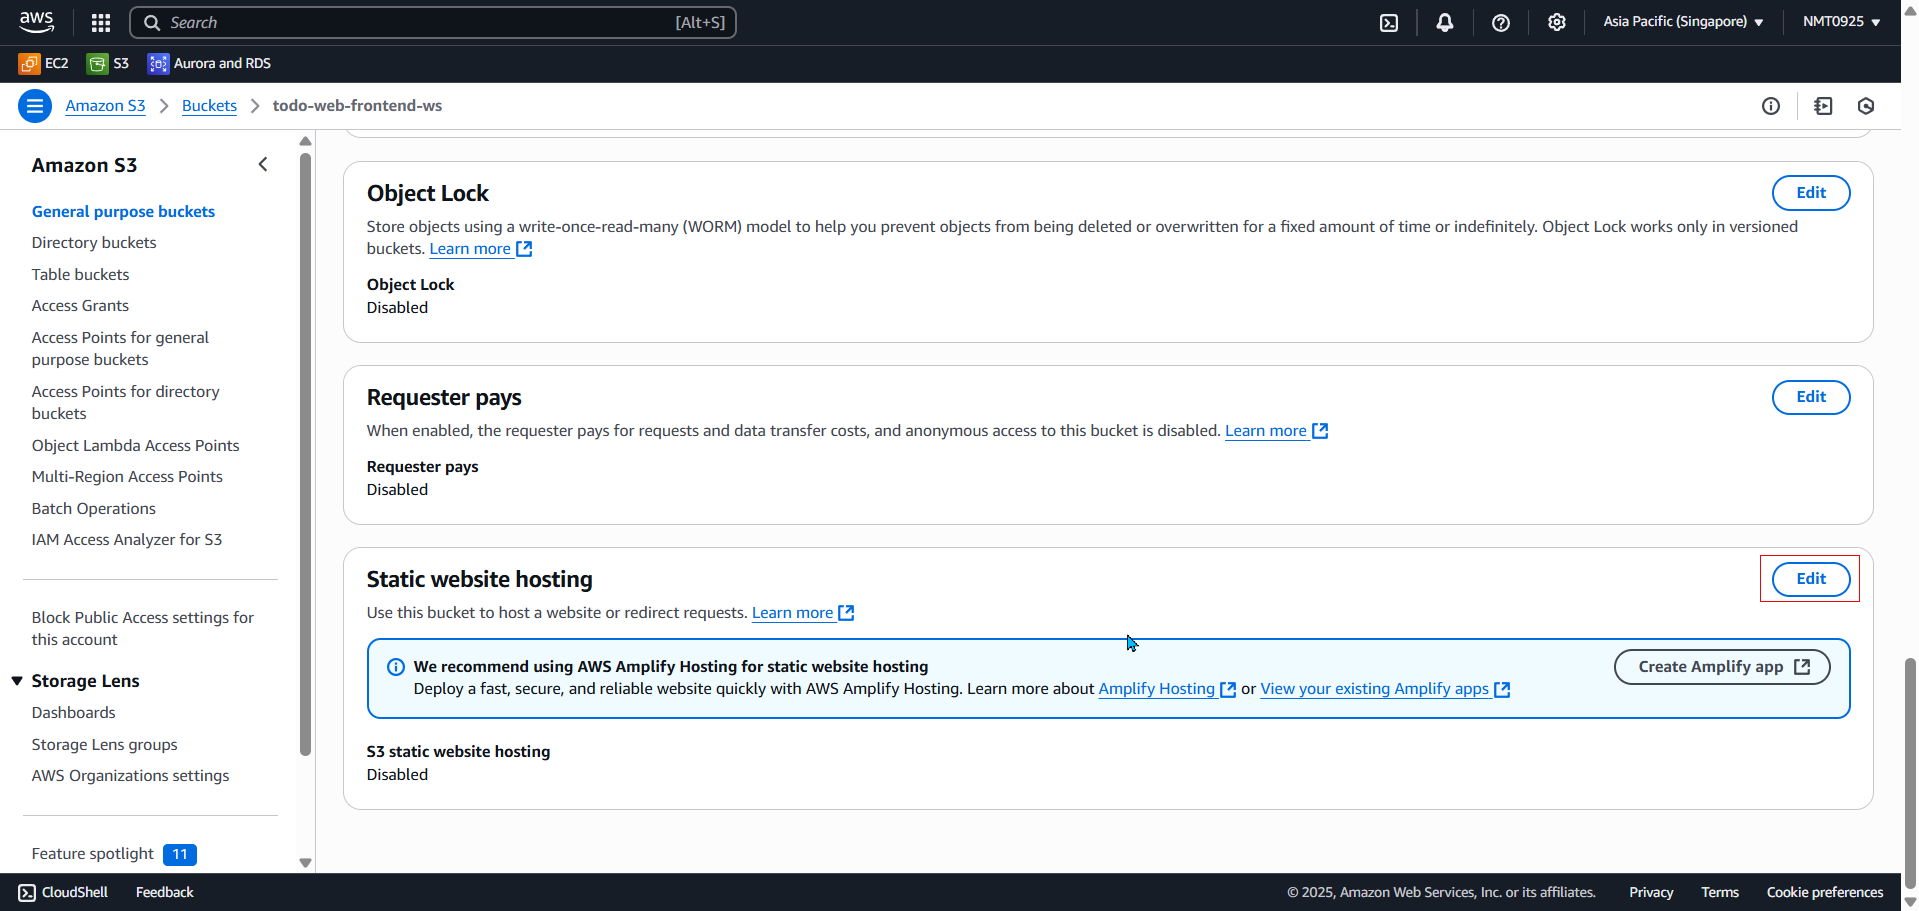 aws
Search [Alt+S]
Asia Pacific (Singapore)
NMT0925
EC2
S3
Aurora and RDS
Amazon S3
Buckets
todo-web-frontend-ws
Amazon S3
General purpose buckets
Directory buckets
Table buckets
Access Grants
Access Points for general
purpose buckets
Access Points for directory
buckets
Object Lambda Access Points
Multi-Region Access Points
Batch Operations
IAM Access Analyzer for S3
Block Public Access settings for
this account
Storage Lens
Dashboards
Storage Lens groups
AWS Organizations settings
Feature spotlight 11
Object Lock
Edit
Store objects using a write-once-read-many (WORM) model to help you prevent objects from being deleted or overwritten for a fixed amount of time or indefinitely. Object Lock works only in versioned
buckets. Learn more
Object Lock
Disabled
Requester pays
Edit
When enabled, the requester pays for requests and data transfer costs, and anonymous access to this bucket is disabled. Learn more
Requester pays
Disabled
Static website hosting
Edit
Use this bucket to host a website or redirect requests. Learn more
We recommend using AWS Amplify Hosting for static website hosting
Deploy a fast, secure, and reliable website quickly with AWS Amplify Hosting. Learn more about Amplify Hosting or View your existing Amplify apps
Create Amplify app
S3 static website hosting
Disabled
CloudShell
Feedback
© 2025, Amazon Web Services, Inc. or its affiliates.
Privacy
Terms
Cookie preferences